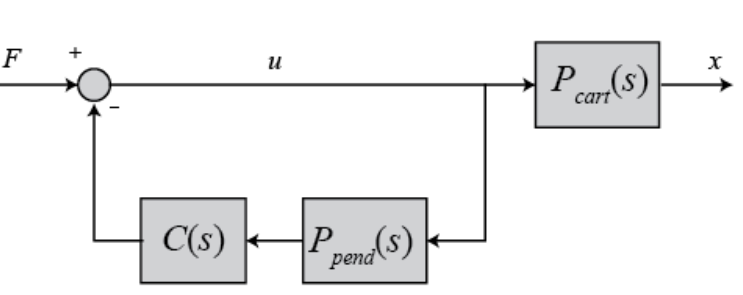 F + u x
P_cart(s)
−
C(s) P_pend(s)